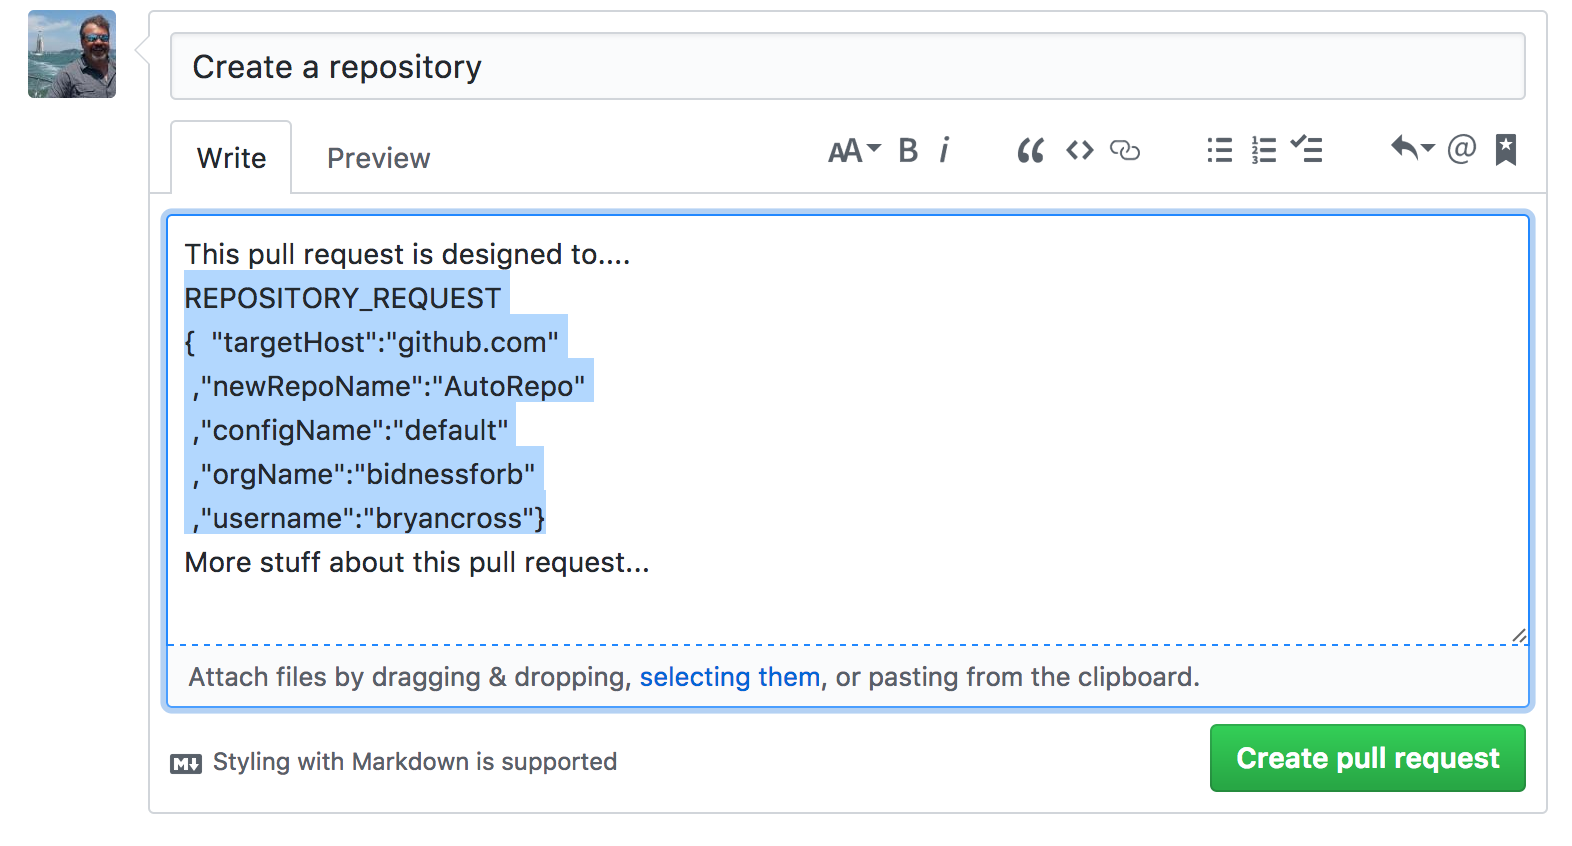 Create a repository
Write Preview AA B i “ <> @
This pull request is designed to....
REPOSITORY_REQUEST
{  "targetHost":"github.com"
,"newRepoName":"AutoRepo"
,"configName":"default"
,"orgName":"bidnessforb"
,"username":"bryancross"}
More stuff about this pull request...
Attach files by dragging & dropping, selecting them, or pasting from the clipboard.
M↓ Styling with Markdown is supported
Create pull request